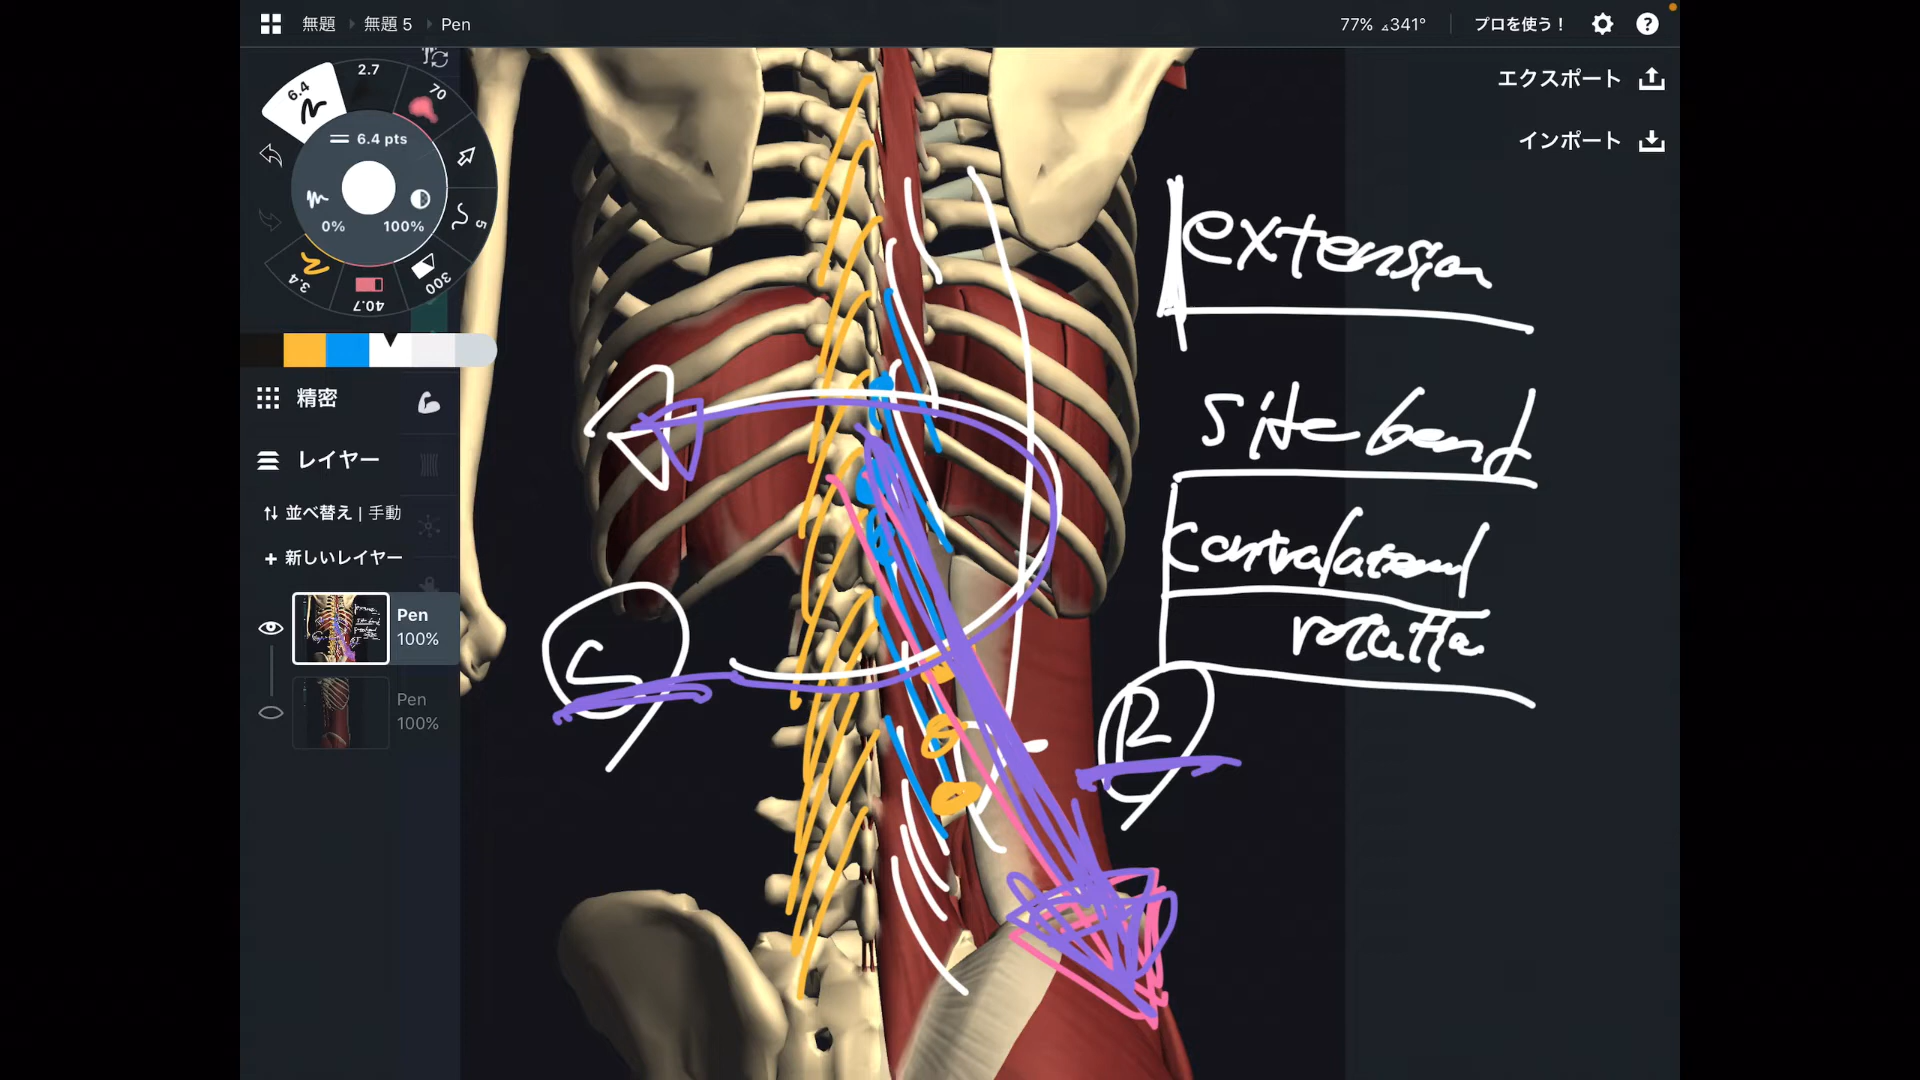 無題 無題 5 Pen
77% ⊿341° プロを使う!
エクスポート
インポート
2.7
6.4
70
6.4 pts
0% 100%
5
3.4
40.7
300
精密
レイヤー
並べ替え | 手動
+ 新しいレイヤー
Pen
100%
Pen
100%
extension
site bend
Contralateral
rotation
L
R